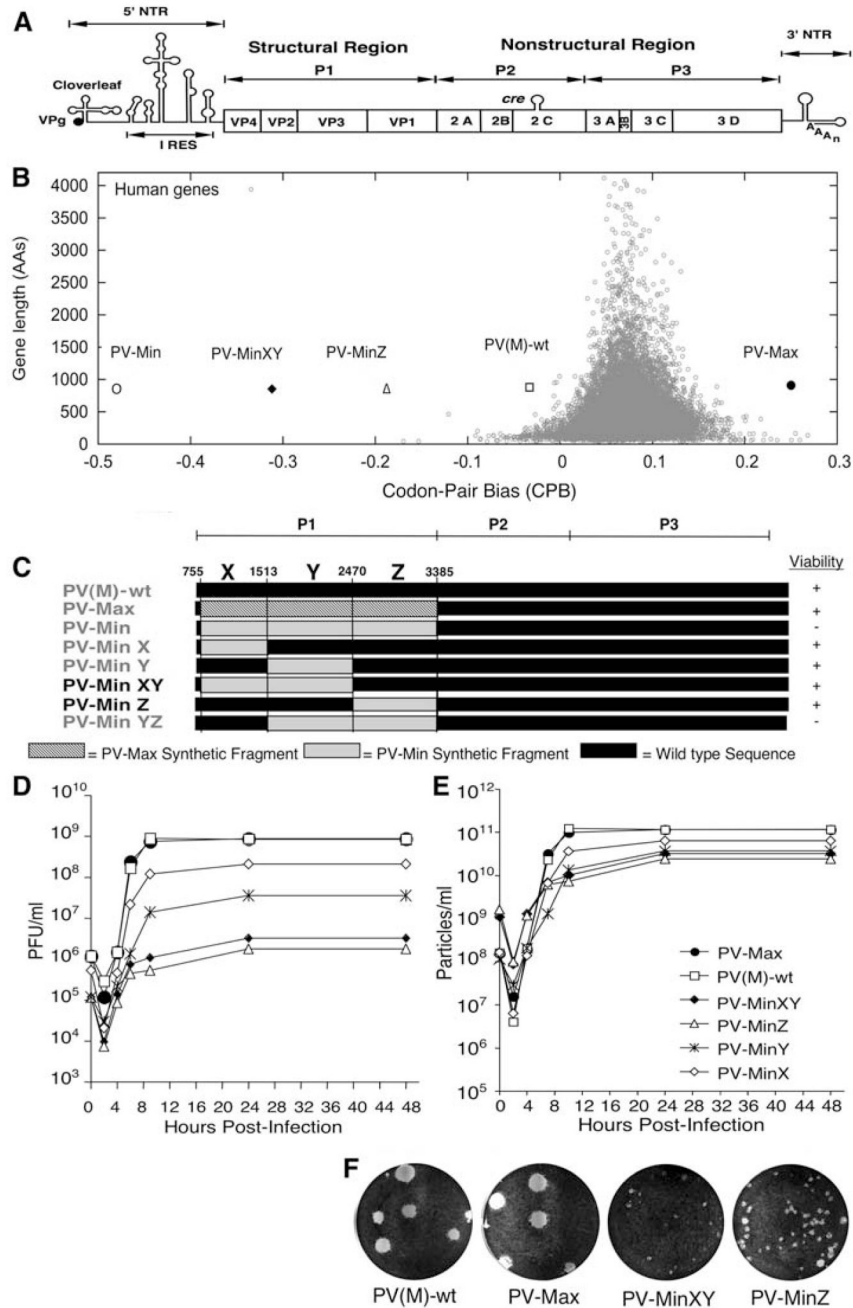 A
5' NTR
3' NTR
Structural Region
Nonstructural Region
P1
P2
P3
Cloverleaf
cre
VPg
VP4
VP2
VP3
VP1
2 A
2B
2 C
3 A
3B
3 C
3 D
I RES
A A A n
B
Human genes
Gene length (AAs)
4000
3500
3000
2500
2000
1500
1000
500
0
PV-Min
PV-MinXY
PV-MinZ
PV(M)-wt
PV-Max
-0.5
-0.4
-0.3
-0.2
-0.1
0
0.1
0.2
0.3
Codon-Pair Bias (CPB)
P1
P2
P3
C
755
X
1513
Y
2470
Z
3385
Viability
PV(M)-wt +
PV-Max +
PV-Min -
PV-Min X +
PV-Min Y +
PV-Min XY +
PV-Min Z +
PV-Min YZ -
= PV-Max Synthetic Fragment
= PV-Min Synthetic Fragment
= Wild type Sequence
D
PFU/ml
10^10
10^9
10^8
10^7
10^6
10^5
10^4
10^3
0 4 8 12 16 20 24 28 32 36 40 44 48
Hours Post-Infection
E
Particles/ml
10^12
10^11
10^10
10^9
10^8
10^7
10^6
10^5
PV-Max
PV(M)-wt
PV-MinXY
PV-MinZ
PV-MinY
PV-MinX
0 4 8 12 16 20 24 28 32 36 40 44 48
Hours Post-Infection
F
PV(M)-wt
PV-Max
PV-MinXY
PV-MinZ